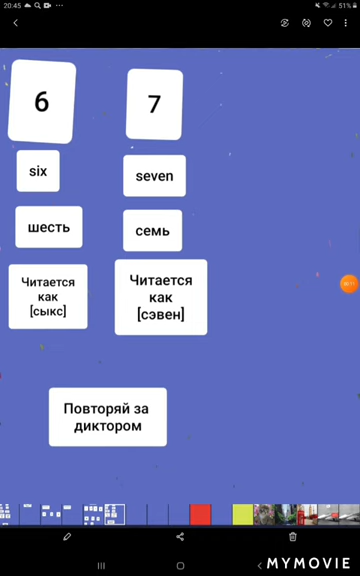 20:45
51%
6
7
six
seven
шесть
семь
Читается
как
[сыкс]
Читается
как
[сэвен]
Повторяй за
диктором
MYMOVIE